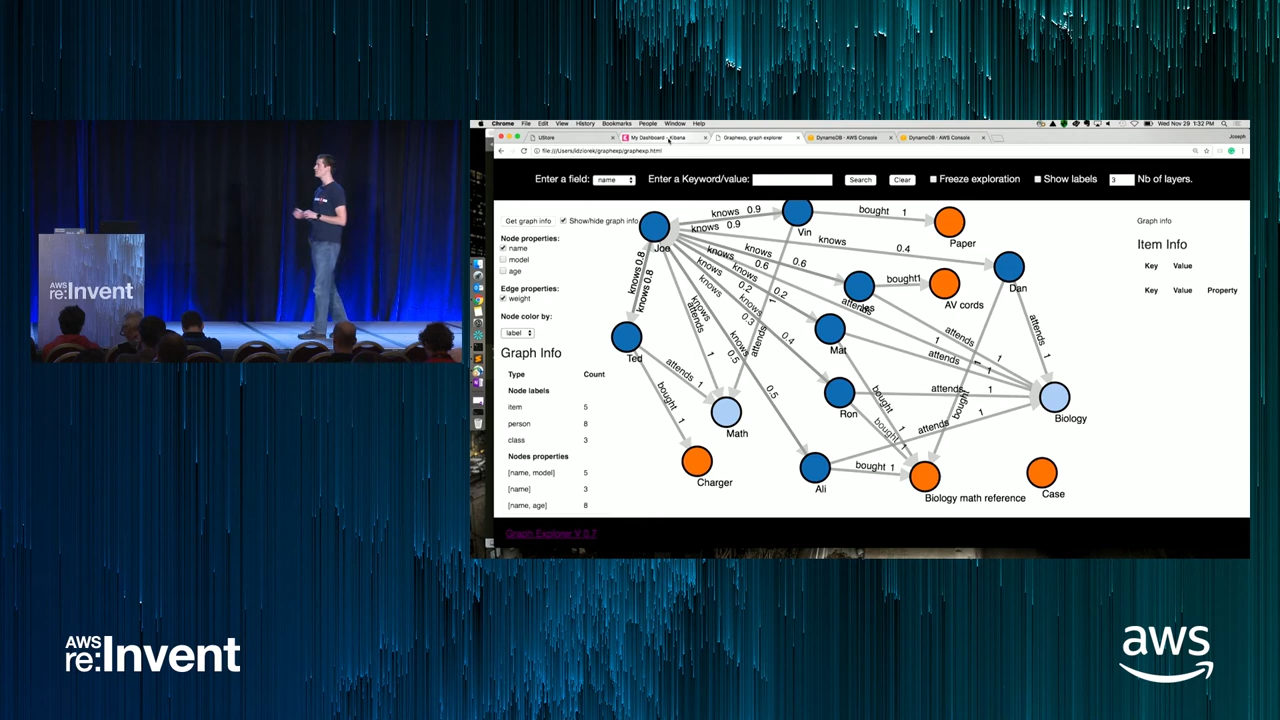 Chrome File Edit View History Bookmarks People Window Help
Wed Nov 29 1:32 PM
UStore
My Dashboard - Kibana
Graphexp, graph explorer
DynamoDB - AWS Console
DynamoDB - AWS Console
Joseph
file:///Users/idziorek/graphexp/graphexp.html
Enter a field: name Enter a Keyword/value: Search Clear Freeze exploration Show labels 3 Nb of layers.
Get graph info Show/hide graph info
Node properties:
name
model
age
Edge properties:
weight
Node color by:
label
Graph Info
Type Count
Node labels
item 5
person 8
class 3
Nodes properties
[name, model] 5
[name] 3
[name, age] 8
Graph Explorer V 0.7
Joe
knows 0.9
knows 0.9
Vin
bought 1
Paper
knows 0.4
Dan
knows 0.6
knows 0.6
bought 1
AV cords
knows 0.8
knows 0.8
knows 0.2
knows 0.2
attends 1
Mat
attends 1
attends 1
attends 1
Ted
attends 1
attends 1
knows 0.3
knows 0.4
knows 0.5
0.5
Ron
attends 1
Biology
Math
bought 1
bought 1
bought 1
bought
attends 1
Charger
Ali
bought 1
Biology math reference
Case
Graph info
Item Info
Key Value
Key Value Property
AWS
re:Invent
AWS
re:Invent
aws